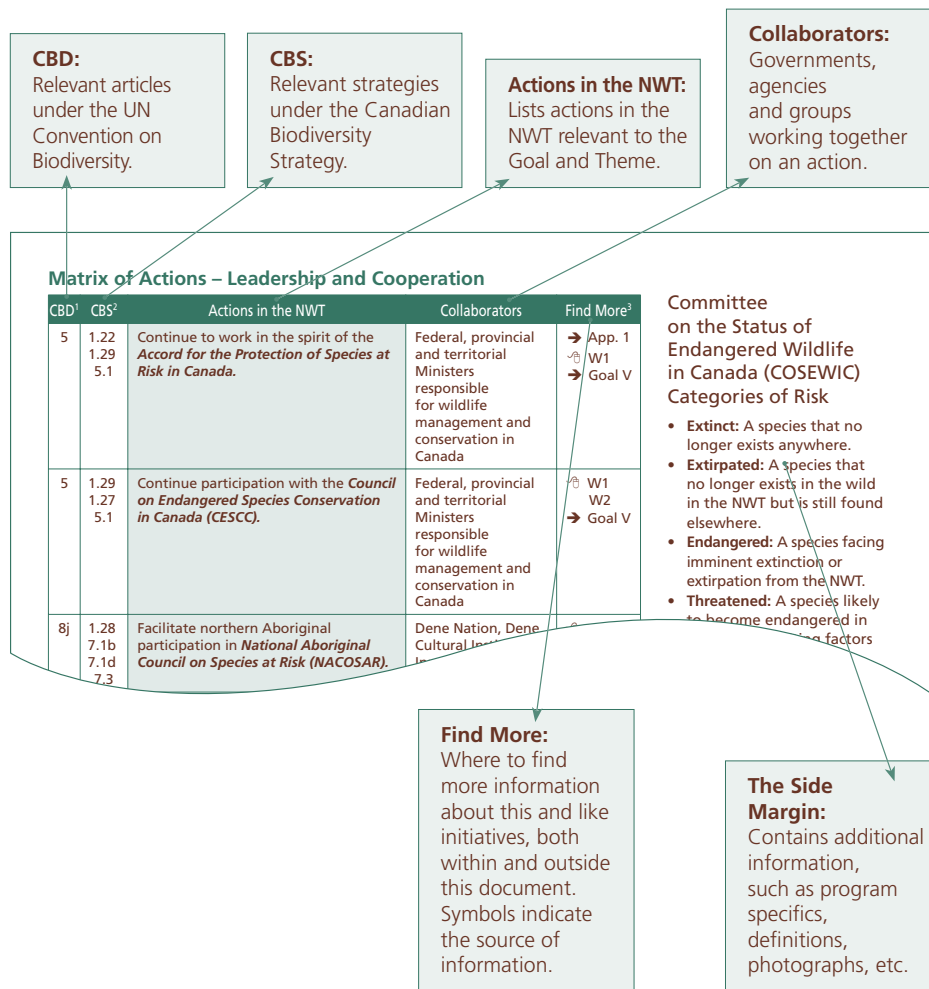 CBD:
Relevant articles
under the UN
Convention on
Biodiversity.
CBS:
Relevant strategies
under the Canadian
Biodiversity
Strategy.
Actions in the NWT:
Lists actions in the
NWT relevant to the
Goal and Theme.
Collaborators:
Governments,
agencies
and groups
working together
on an action.
Matrix of Actions – Leadership and Cooperation
CBD¹ CBS² Actions in the NWT Collaborators Find More³
5
1.22
1.29
5.1
Continue to work in the spirit of the
Accord for the Protection of Species at
Risk in Canada.
Federal, provincial
and territorial
Ministers
responsible
for wildlife
management and
conservation in
Canada
➔ App. 1
W1
➔ Goal V
5
1.29
1.27
5.1
Continue participation with the Council
on Endangered Species Conservation
in Canada (CESCC).
Federal, provincial
and territorial
Ministers
responsible
for wildlife
management and
conservation in
Canada
W1
W2
➔ Goal V
8j
1.28
7.1b
7.1d
7.3
Facilitate northern Aboriginal
participation in National Aboriginal
Council on Species at Risk (NACOSAR).
Dene Nation, Dene
Cultural
Committee
on the Status of
Endangered Wildlife
in Canada (COSEWIC)
Categories of Risk
• Extinct: A species that no
longer exists anywhere.
• Extirpated: A species that
no longer exists in the wild
in the NWT but is still found
elsewhere.
• Endangered: A species facing
imminent extinction or
extirpation from the NWT.
• Threatened: A species likely
to become endangered in
factors
Find More:
Where to find
more information
about this and like
initiatives, both
within and outside
this document.
Symbols indicate
the source of
information.
The Side
Margin:
Contains additional
information,
such as program
specifics,
definitions,
photographs, etc.